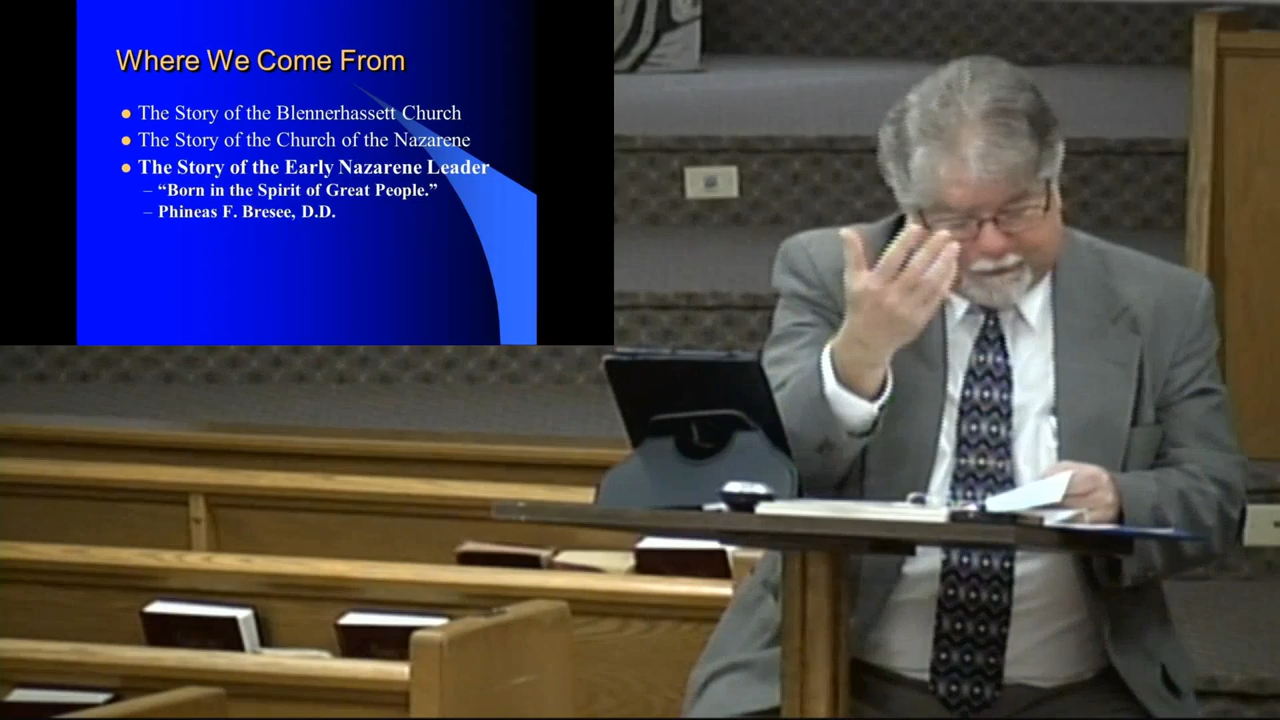 Where We Come From
The Story of the Blennerhassett Church
The Story of the Church of the Nazarene
The Story of the Early Nazarene Leader
– “Born in the Spirit of Great People.”
– Phineas F. Bresee, D.D.